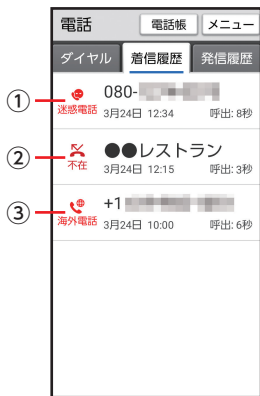 電話 電話帳 メニュー
ダイヤル 着信履歴 発信履歴
① 迷惑電話 080-
3月24日 12:34 呼出: 8秒
② 不在 ●●レストラン
3月24日 12:15 呼出: 3秒
③ 海外電話 +1
3月24日 10:00 呼出: 6秒